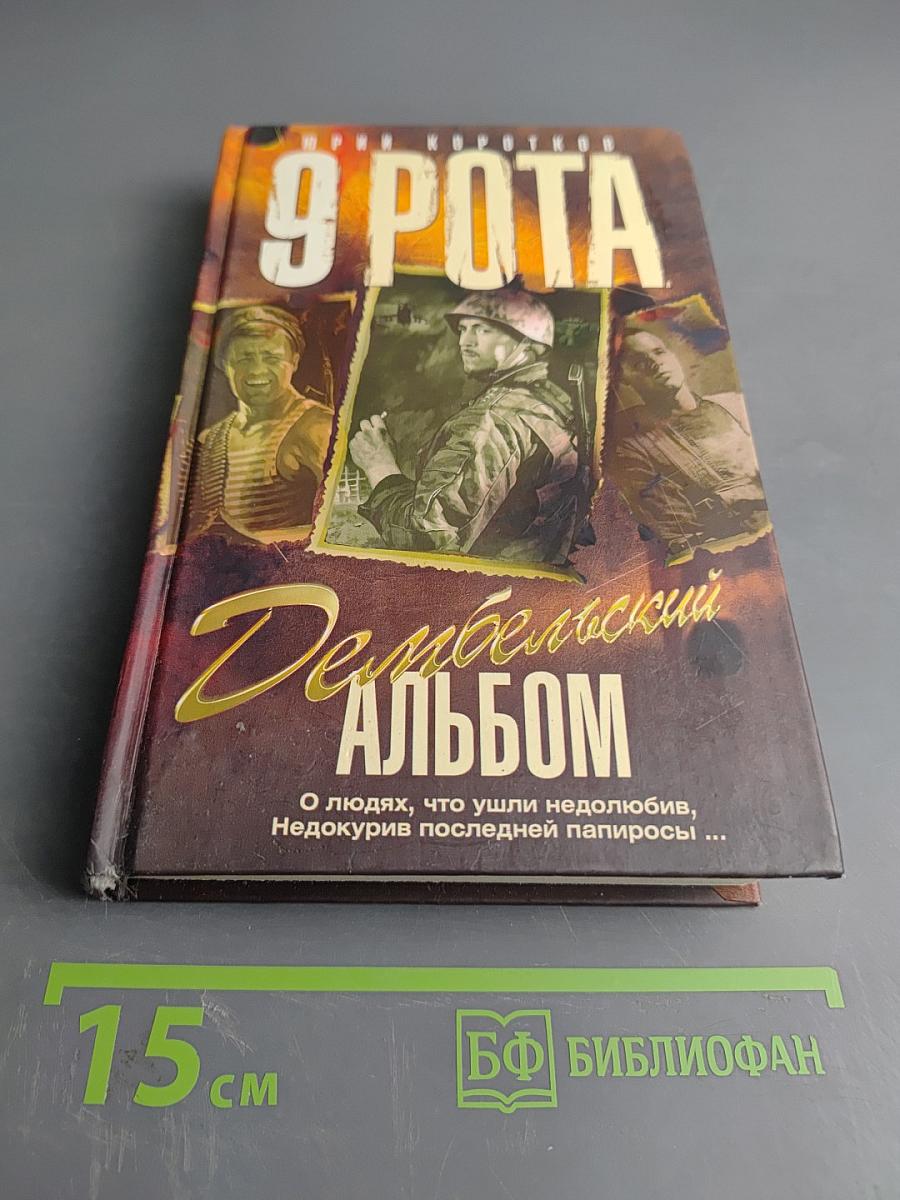 ЮРИЙ КОРОТКОВ
9 РОТА
Дембельский
АЛЬБОМ
О людях, что ушли недолюбив,
Недокурив последней папиросы ...
15 см
БФ БИБЛИОФАН